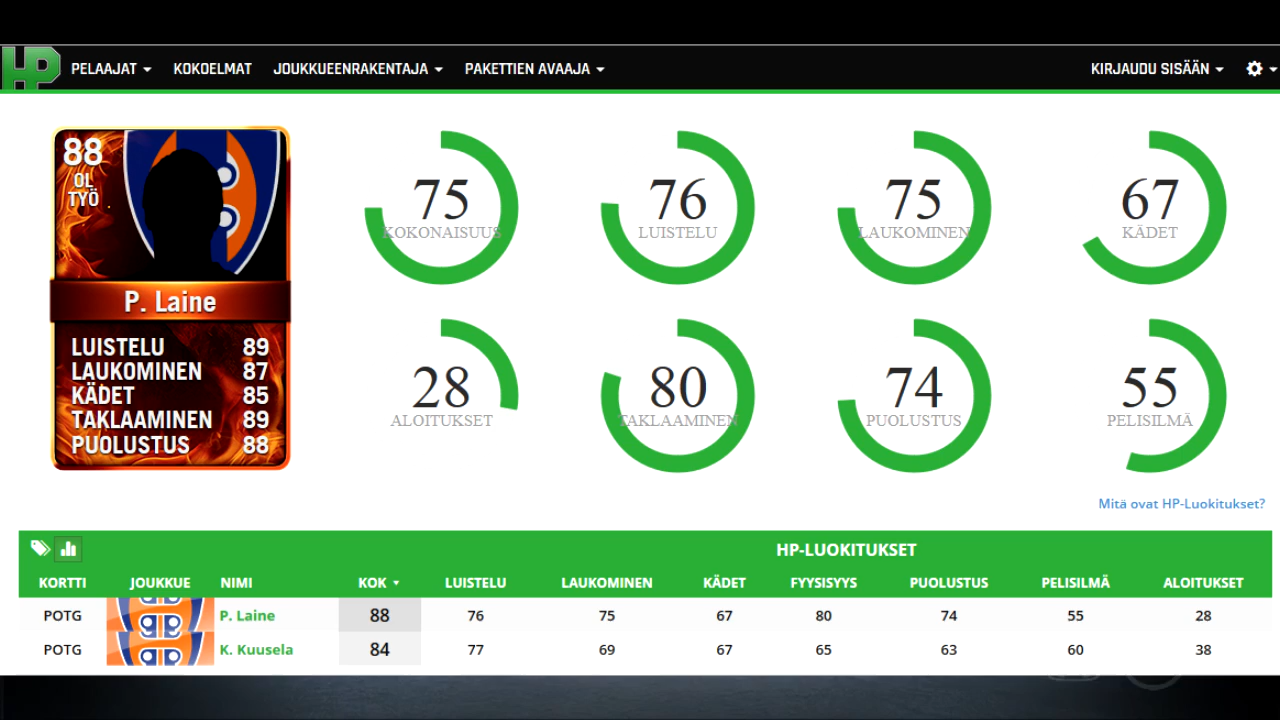 HP PELAAJAT KOKOELMAT JOUKKUEENRAKENTAJA PAKETTIEN AVAAJA KIRJAUDU SISÄÄN
88
OL
TYÖ
P. Laine
LUISTELU 89
LAUKOMINEN 87
KÄDET 85
TAKLAAMINEN 89
PUOLUSTUS 88
75 76 75 67
KOKONAISUUS LUISTELU LAUKOMINEN KÄDET
28 80 74 55
ALOITUKSET TAKLAAMINEN PUOLUSTUS PELISILMÄ
Mitä ovat HP-Luokitukset?
HP-LUOKITUKSET
KORTTI JOUKKUE NIMI KOK LUISTELU LAUKOMINEN KÄDET FYYSISYYS PUOLUSTUS PELISILMÄ ALOITUKSET
POTG P. Laine 88 76 75 67 80 74 55 28
POTG K. Kuusela 84 77 69 67 65 63 60 38